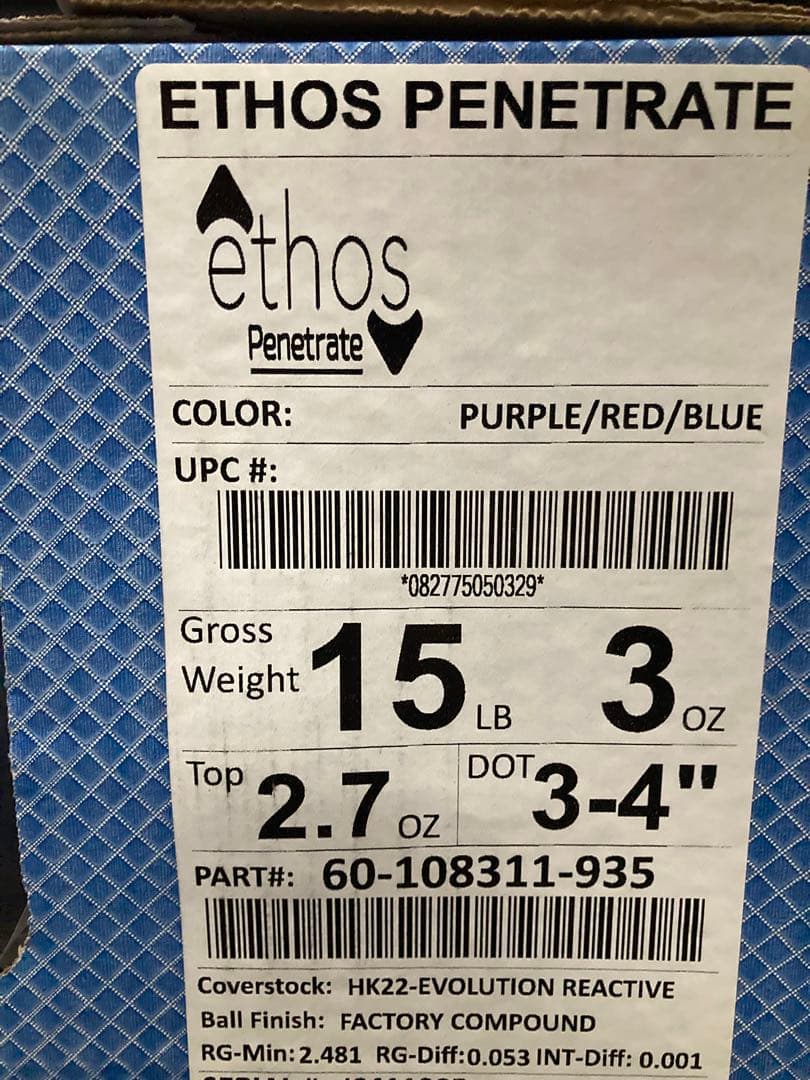 ETHOS PENETRATE
ethos
Penetrate
COLOR: PURPLE/RED/BLUE
UPC #:
*082775050329*
Gross Weight 15 LB 3 OZ
Top 2.7 OZ DOT 3-4"
PART#: 60-108311-935
Coverstock: HK22-EVOLUTION REACTIVE
Ball Finish: FACTORY COMPOUND
RG-Min: 2.481 RG-Diff: 0.053 INT-Diff: 0.001